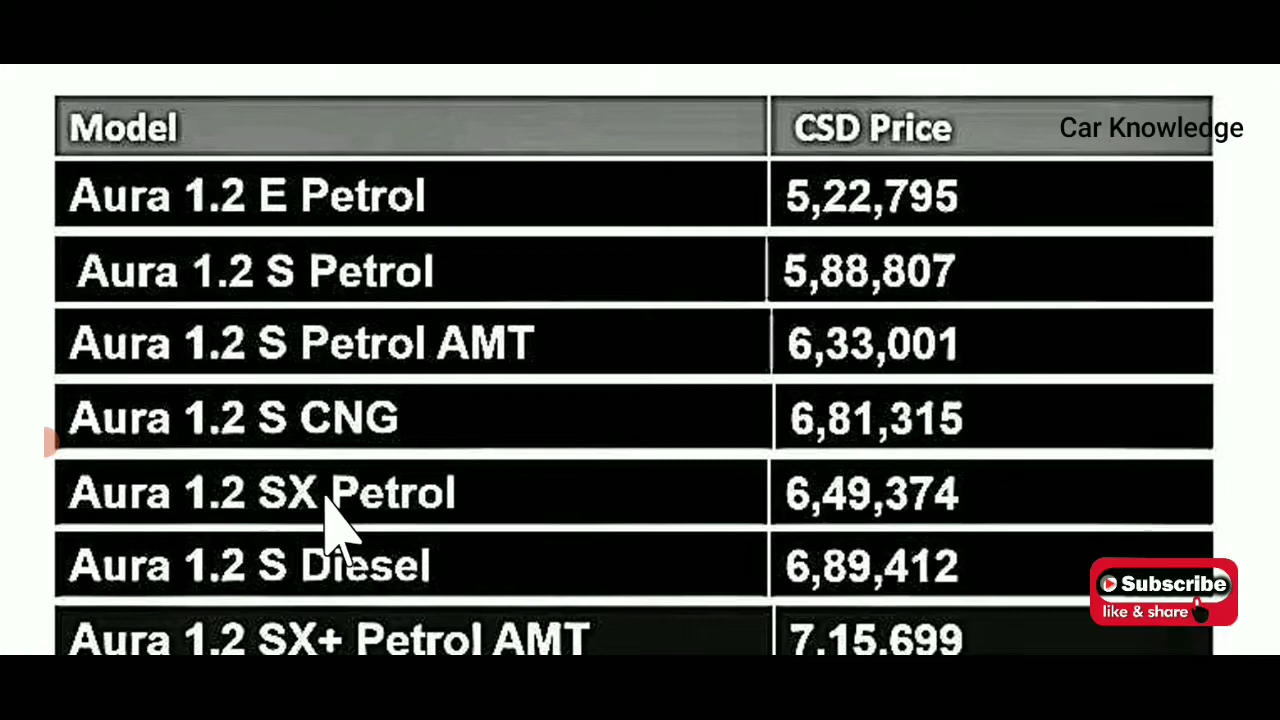 Model CSD Price Car Knowledge
Aura 1.2 E Petrol 5,22,795
Aura 1.2 S Petrol 5,88,807
Aura 1.2 S Petrol AMT 6,33,001
Aura 1.2 S CNG 6,81,315
Aura 1.2 SX Petrol 6,49,374
Aura 1.2 S Diesel 6,89,412
Subscribe
like & share
Aura 1.2 SX+ Petrol AMT 7,15,699